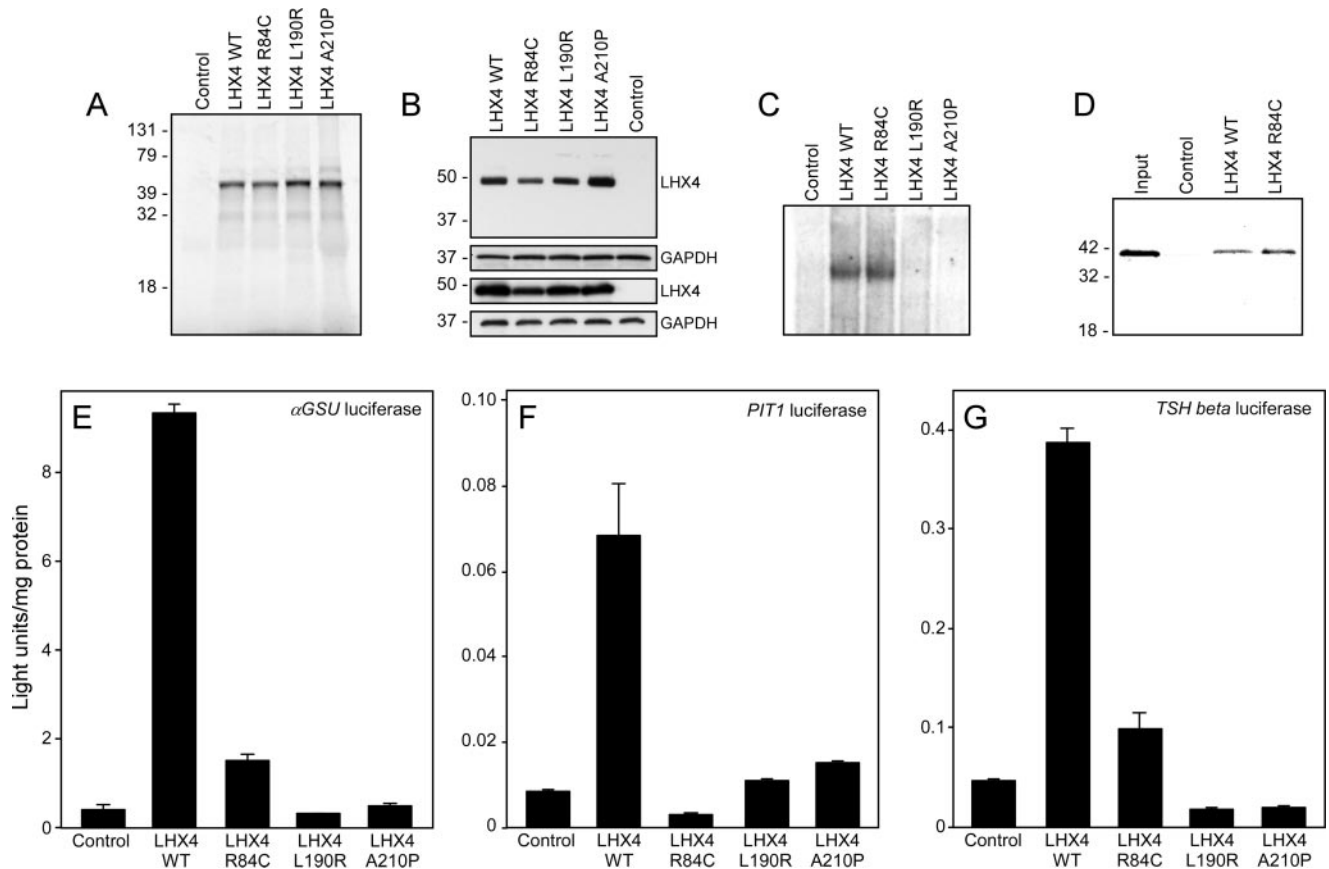 A
Control
LHX4 WT
LHX4 R84C
LHX4 L190R
LHX4 A210P
131 -
79 -
39 -
32 -
18 -
B
LHX4 WT
LHX4 R84C
LHX4 L190R
LHX4 A210P
Control
50 -
LHX4
37 -
37 -
GAPDH
50 -
LHX4
37 -
GAPDH
C
Control
LHX4 WT
LHX4 R84C
LHX4 L190R
LHX4 A210P
D
Input
Control
LHX4 WT
LHX4 R84C
42 -
32 -
18 -
E
αGSU luciferase
Light units/mg protein
8
6
4
2
0
Control
LHX4 WT
LHX4 R84C
LHX4 L190R
LHX4 A210P
F
PIT1 luciferase
0.10
0.08
0.06
0.04
0.02
0
Control
LHX4 WT
LHX4 R84C
LHX4 L190R
LHX4 A210P
G
TSH beta luciferase
0.4
0.3
0.2
0.1
0
Control
LHX4 WT
LHX4 R84C
LHX4 L190R
LHX4 A210P